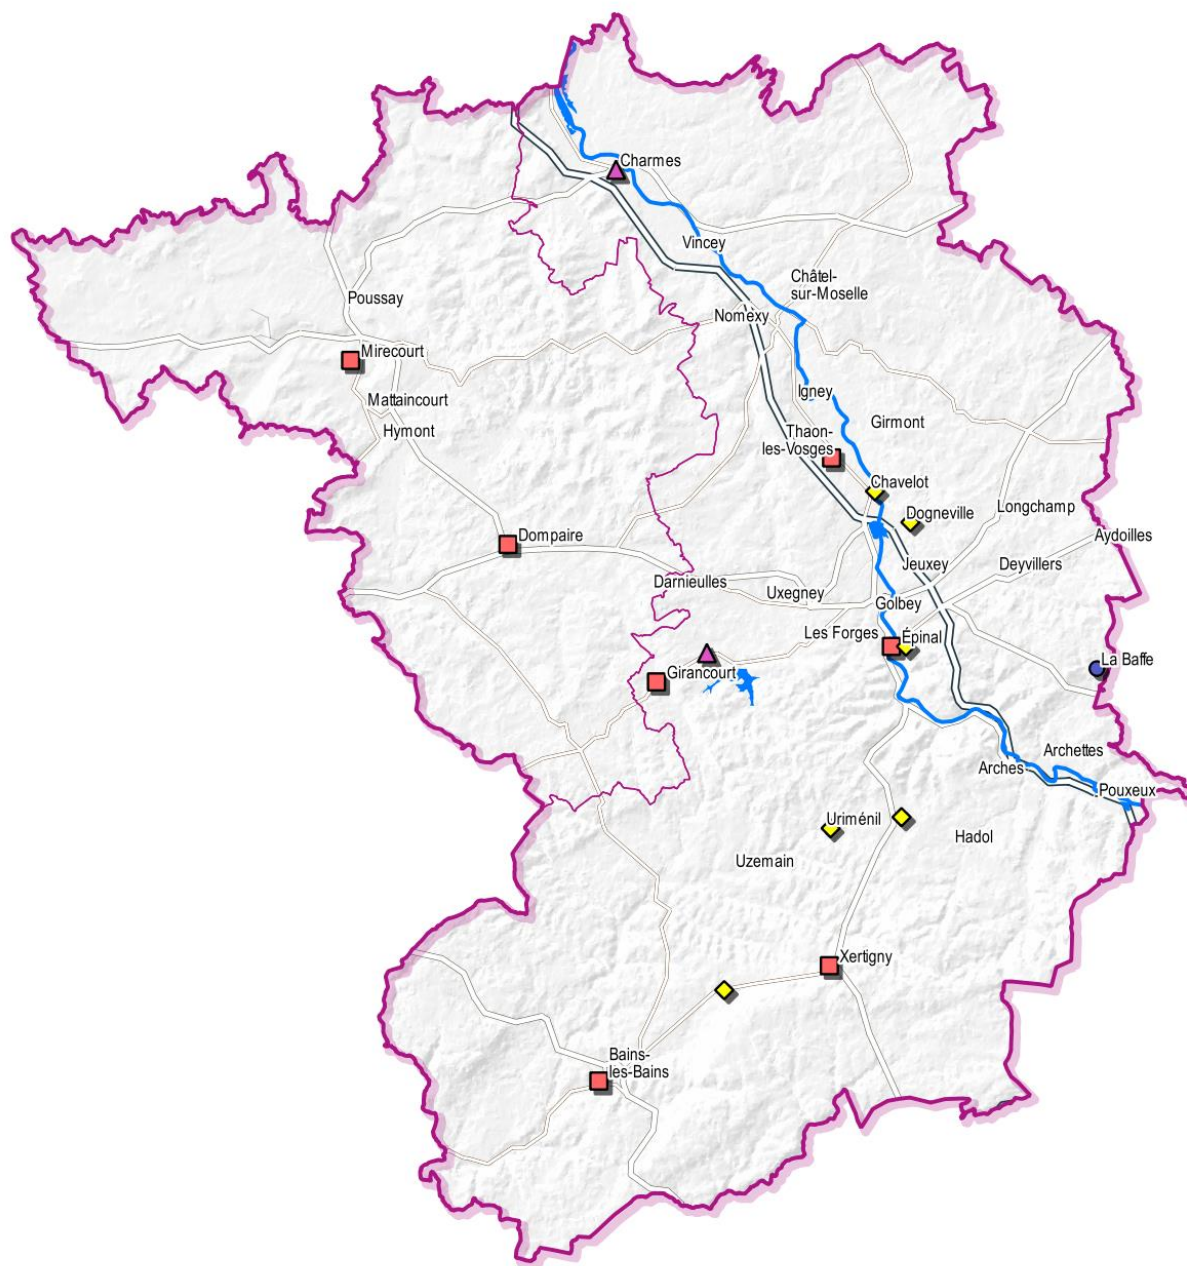 Charmes
Vincey
Châtel-
sur-Moselle
Poussay
Nomexy
Mirecourt
Igney
Mattaincourt
Girmont
Hymont
Thaon-
les-Vosges
Chavelot
Longchamp
Dogneville
Dompaire
Aydoilles
Jeuxey
Deyvillers
Darnieulles
Uxegney
Golbey
Les Forges
Épinal
La Baffe
Girancourt
Archettes
Arches
Pouxeux
Uriménil
Hadol
Uzemain
Xertigny
Bains-
les-Bains